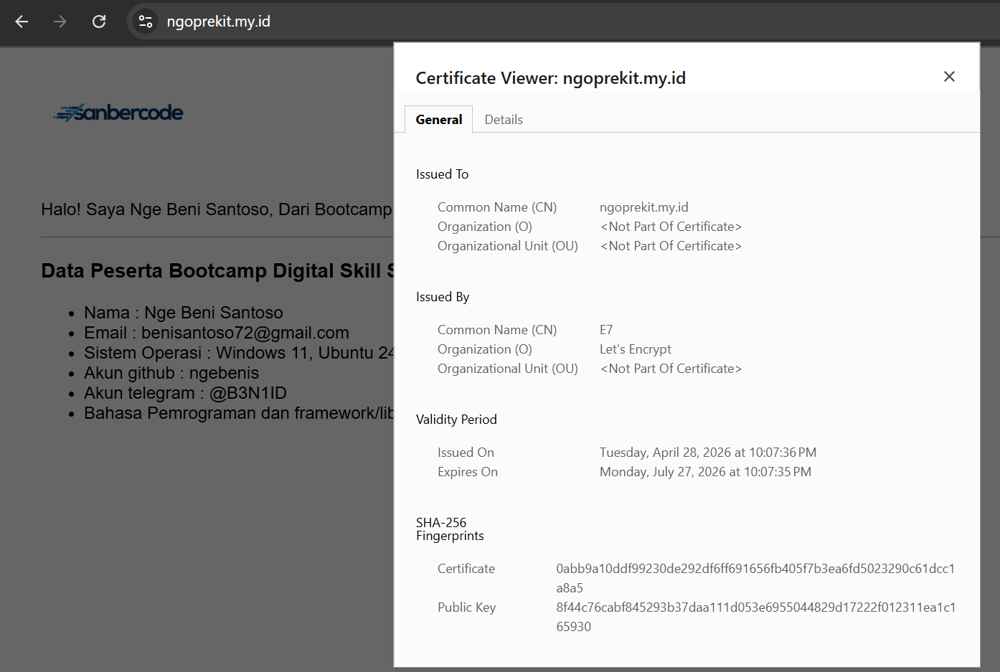 ngoprekit.my.id
sanbercode
Halo! Saya Nge Beni Santoso, Dari Bootcamp
Data Peserta Bootcamp Digital Skill S
Nama : Nge Beni Santoso
Email : benisantoso72@gmail.com
Sistem Operasi : Windows 11, Ubuntu 24
Akun github : ngebenis
Akun telegram : @B3N1ID
Bahasa Pemrograman dan framework/lib
Certificate Viewer: ngoprekit.my.id
General Details
Issued To
Common Name (CN) ngoprekit.my.id
Organization (O) <Not Part Of Certificate>
Organizational Unit (OU) <Not Part Of Certificate>
Issued By
Common Name (CN) E7
Organization (O) Let's Encrypt
Organizational Unit (OU) <Not Part Of Certificate>
Validity Period
Issued On Tuesday, April 28, 2026 at 10:07:36 PM
Expires On Monday, July 27, 2026 at 10:07:35 PM
SHA-256
Fingerprints
Certificate 0abb9a10ddf99230de292df6ff691656fb405f7b3ea6fd5023290c61dcc1
a8a5
Public Key 8f44c76cabf845293b37daa111d053e6955044829d17222f012311ea1c1
65930